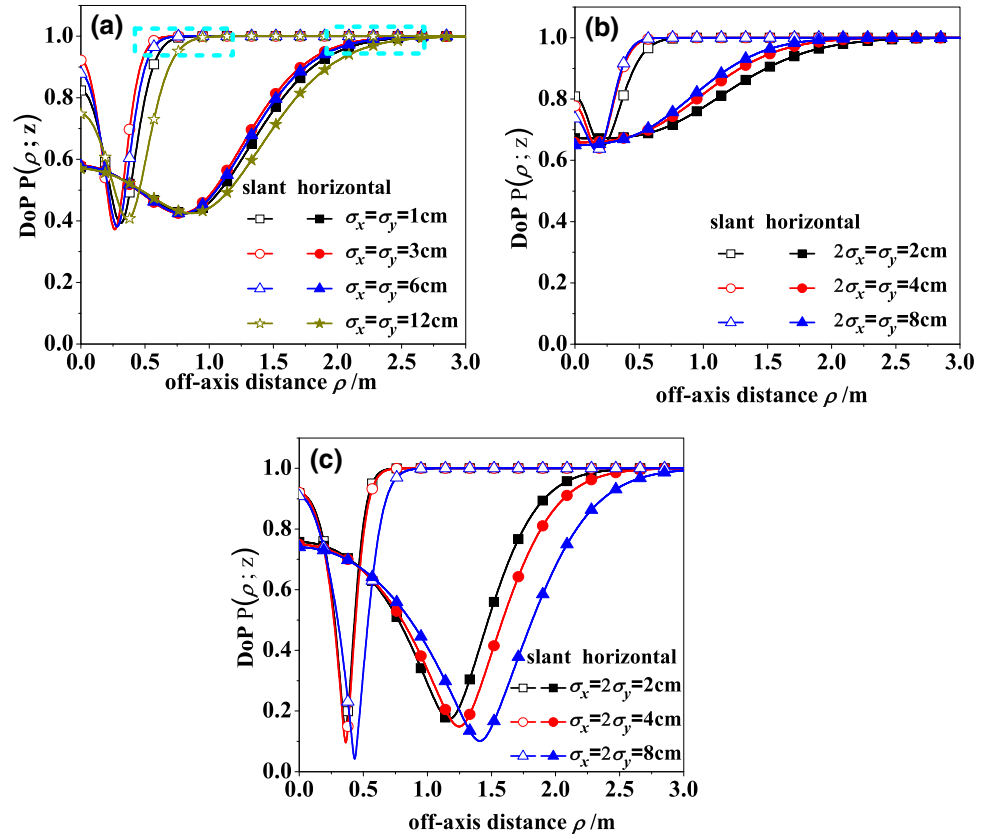 (a)
1.0
0.8
0.6
0.4
0.2
0.0
DoP P(ρ; z)
slant horizontal
σx=σy=1cm
σx=σy=3cm
σx=σy=6cm
σx=σy=12cm
0.0 0.5 1.0 1.5 2.0 2.5 3.0
off-axis distance ρ /m
(b)
1.0
0.8
0.6
0.4
0.2
0.0
DoP P(ρ; z)
slant horizontal
2σx=σy=2cm
2σx=σy=4cm
2σx=σy=8cm
0.0 0.5 1.0 1.5 2.0 2.5 3.0
off-axis distance ρ /m
(c)
1.0
0.8
0.6
0.4
0.2
0.0
DoP P(ρ; z)
slant horizontal
σx=2σy=2cm
σx=2σy=4cm
σx=2σy=8cm
0.0 0.5 1.0 1.5 2.0 2.5 3.0
off-axis distance ρ /m